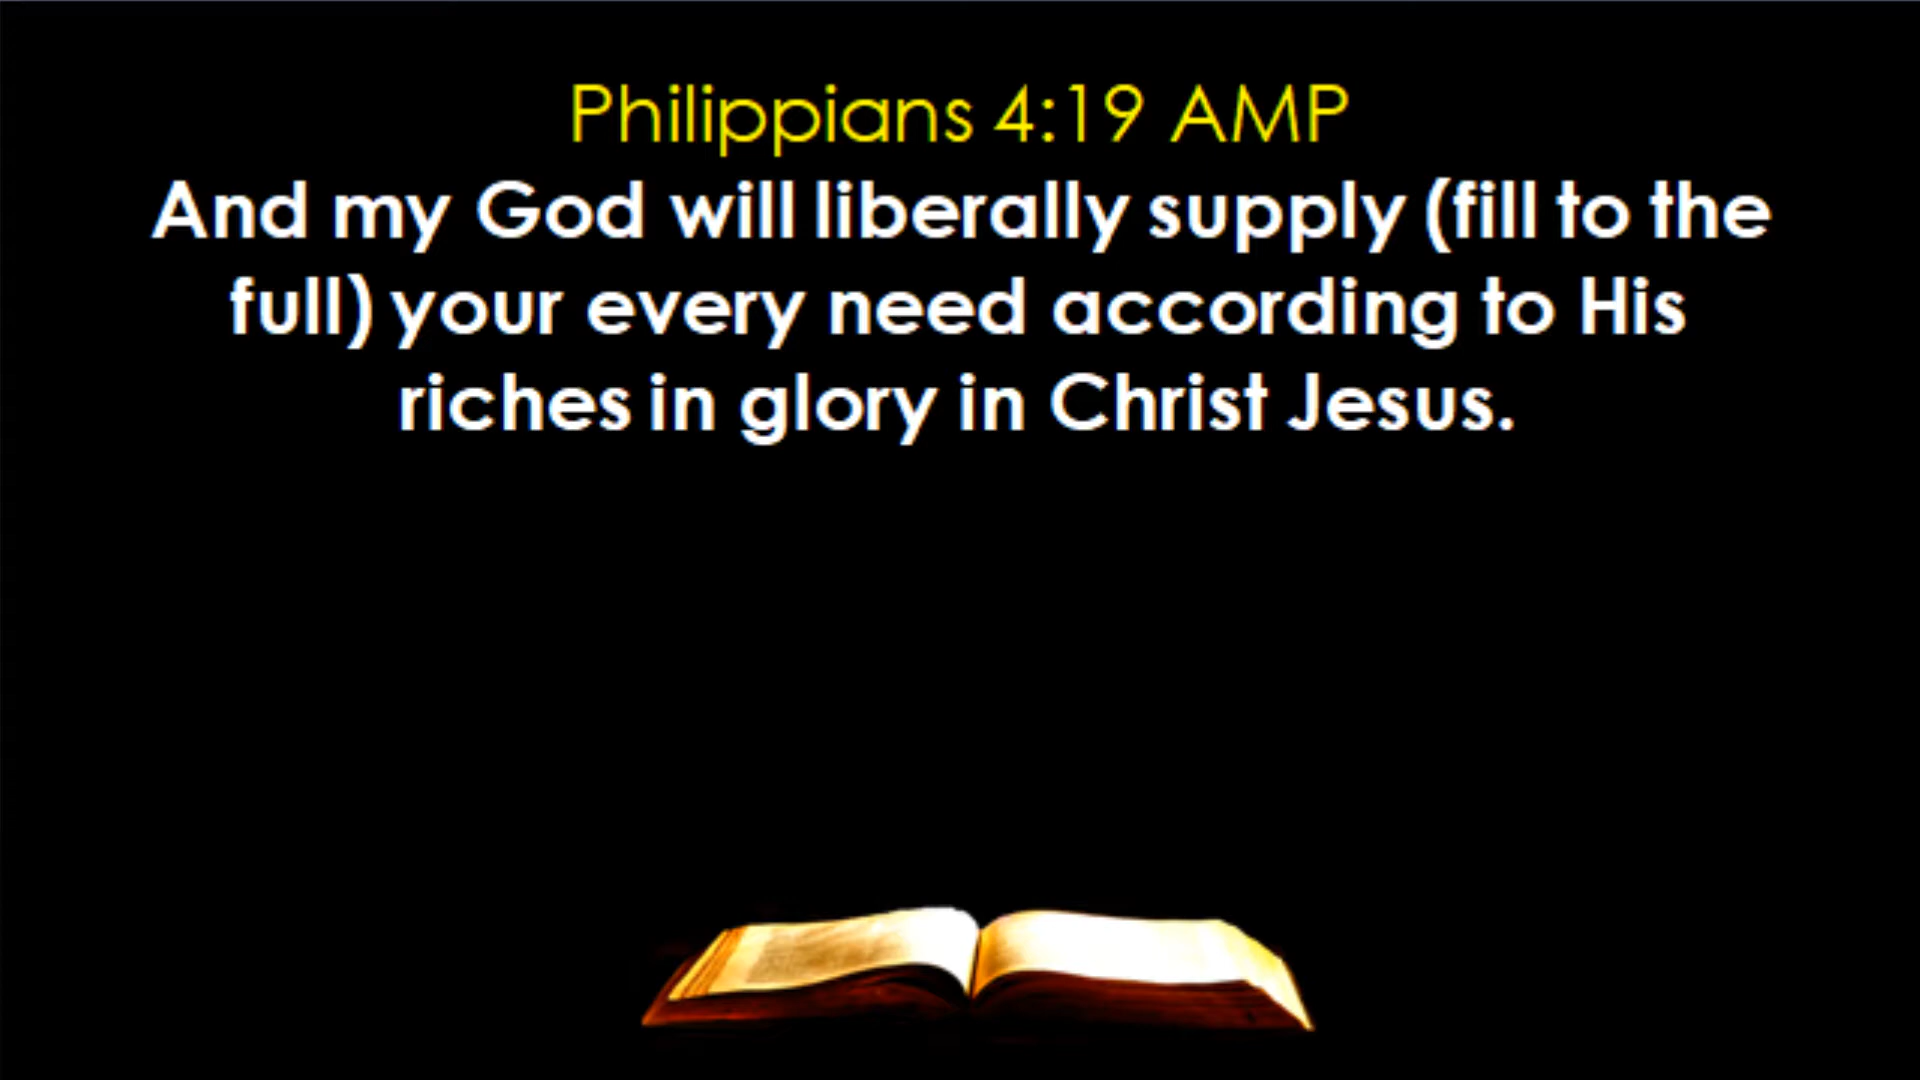 Philippians 4:19 AMP
And my God will liberally supply (fill to the
full) your every need according to His
riches in glory in Christ Jesus.